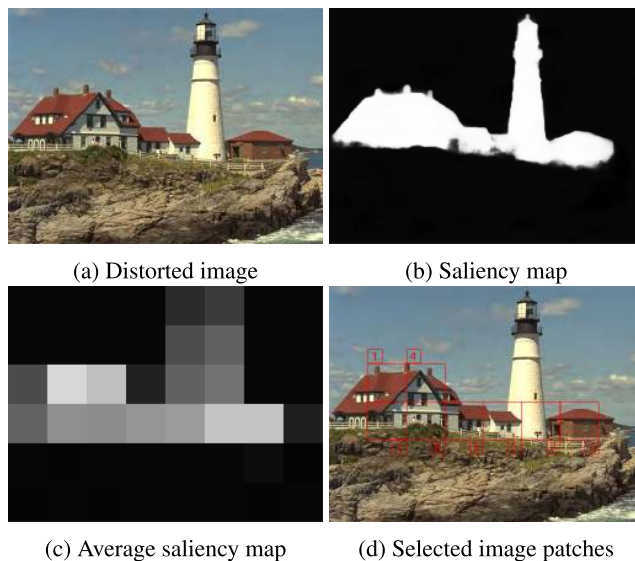 (a) Distorted image
(b) Saliency map
1 4
(c) Average saliency map
(d) Selected image patches